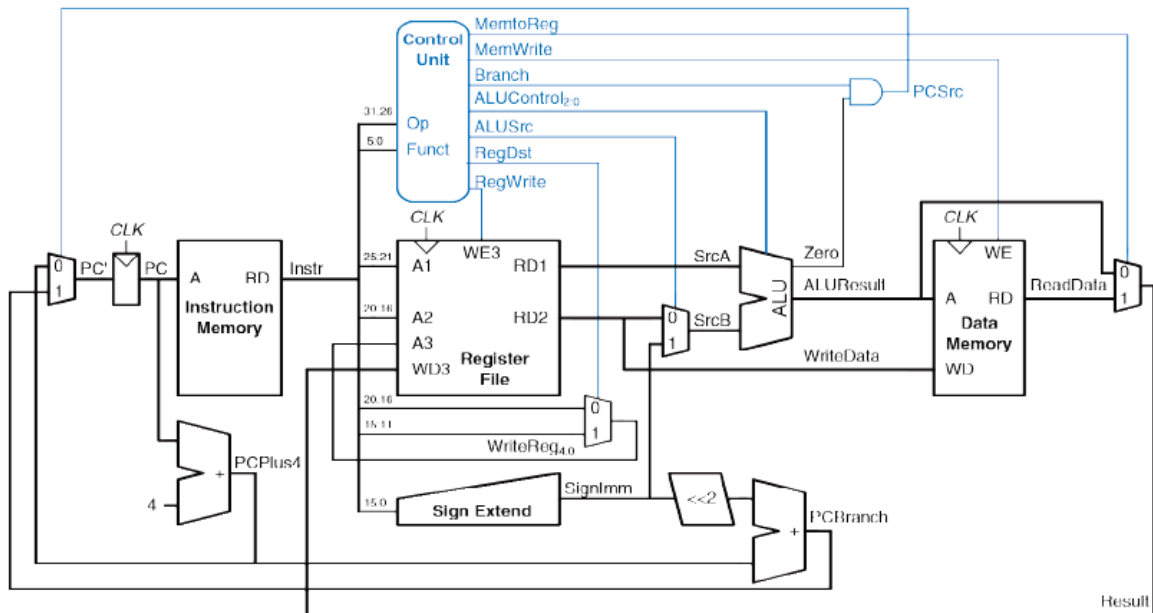 Control Unit
MemtoReg
MemWrite
Branch
PCSrc
ALUControl2:0
31:26
Op
ALUSrc
5:0
Funct
RegDst
RegWrite
CLK
CLK
CLK
0
1
PC'
PC
A
RD
Instr
Instruction Memory
25:21
A1
WE3
RD1
SrcA
Zero
WE
0
1
ALU
ALUResult
A
RD
ReadData
20:16
A2
RD2
0
1
SrcB
Data Memory
A3
WD3
Register File
WriteData
WD
20:16
0
15:11
1
WriteReg4:0
PCPlus4
+
4
15:0
Sign Extend
SignImm
<<2
PCBranch
+
Result